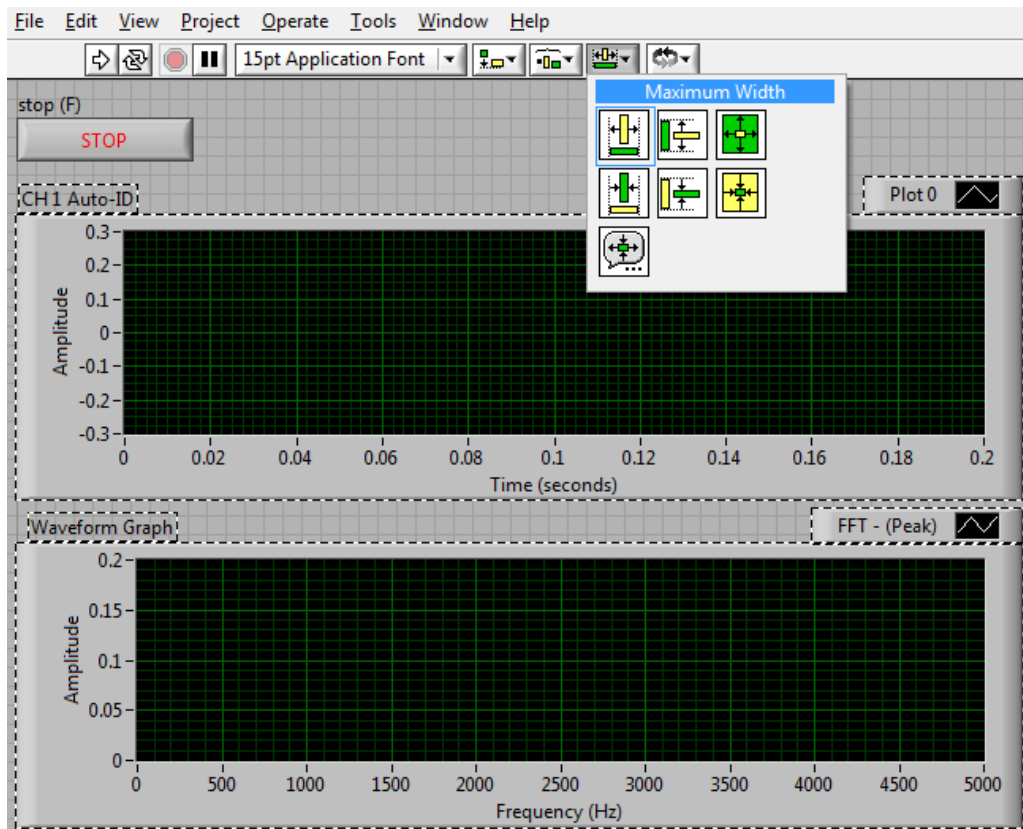 File Edit View Project Operate Tools Window Help
15pt Application Font
Maximum Width
stop (F)
STOP
CH1 Auto-ID
Plot 0
0.3
0.2
0.1
0
-0.1
-0.2
-0.3
Amplitude
0 0.02 0.04 0.06 0.08 0.1 0.12 0.14 0.16 0.18 0.2
Time (seconds)
Waveform Graph
FFT - (Peak)
0.2
0.15
0.1
0.05
0
Amplitude
0 500 1000 1500 2000 2500 3000 3500 4000 4500 5000
Frequency (Hz)